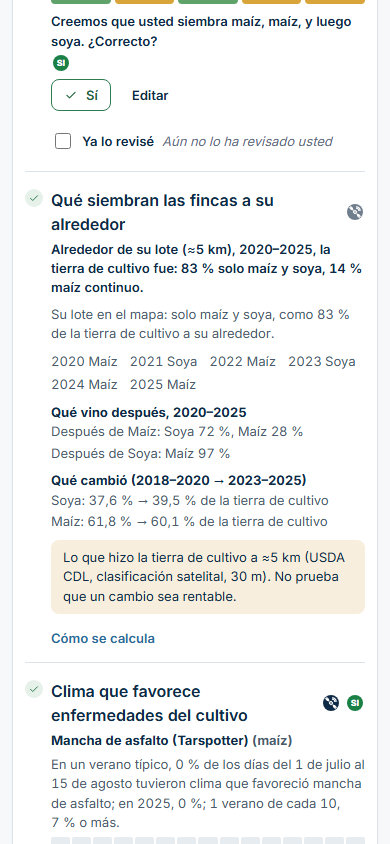 Creemos que usted siembra maíz, maíz, y luego
soya. ¿Correcto?
SI
Sí Editar
Ya lo revisé Aún no lo ha revisado usted
Qué siembran las fincas a su
alrededor
Alrededor de su lote (≈5 km), 2020–2025, la
tierra de cultivo fue: 83 % solo maíz y soya, 14 %
maíz continuo.
Su lote en el mapa: solo maíz y soya, como 83 %
de la tierra de cultivo a su alrededor.
2020 Maíz 2021 Soya 2022 Maíz 2023 Soya
2024 Maíz 2025 Maíz
Qué vino después, 2020–2025
Después de Maíz: Soya 72 %, Maíz 28 %
Después de Soya: Maíz 97 %
Qué cambió (2018–2020 → 2023–2025)
Soya: 37,6 % → 39,5 % de la tierra de cultivo
Maíz: 61,8 % → 60,1 % de la tierra de cultivo
Lo que hizo la tierra de cultivo a ≈5 km (USDA
CDL, clasificación satelital, 30 m). No prueba
que un cambio sea rentable.
Cómo se calcula
Clima que favorece
enfermedades del cultivo
SI
Mancha de asfalto (Tarspotter) (maíz)
En un verano típico, 0 % de los días del 1 de julio al
15 de agosto tuvieron clima que favoreció mancha
de asfalto; en 2025, 0 %; 1 verano de cada 10,
7 % o más.